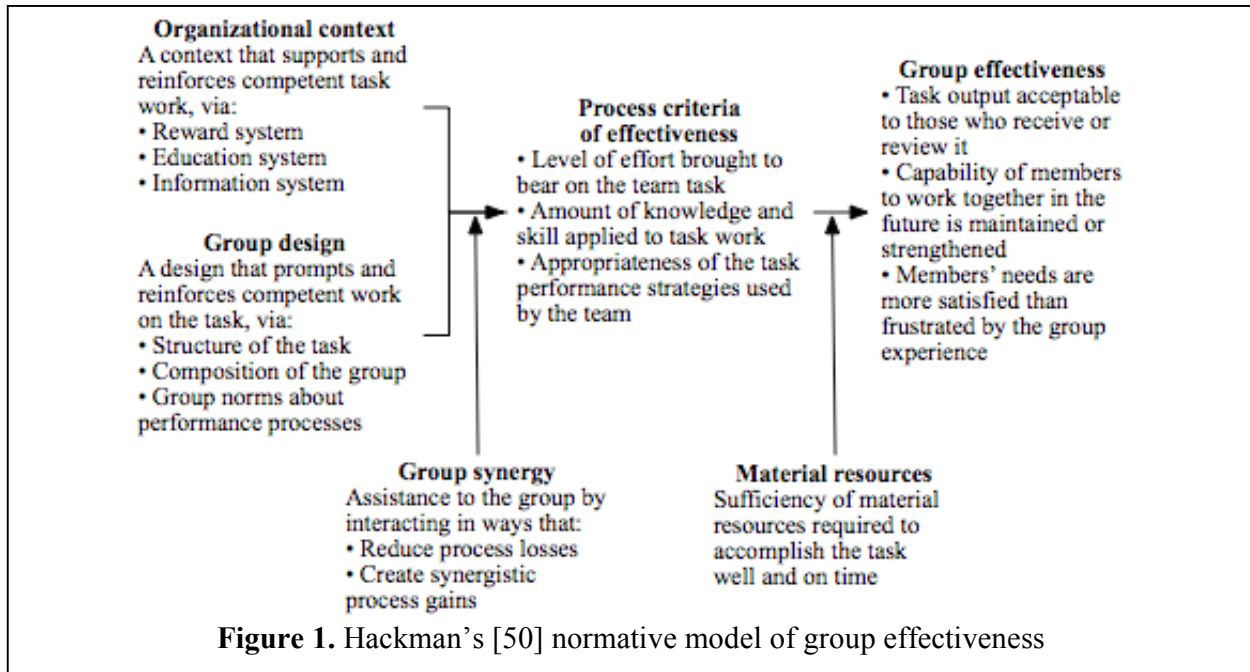 Organizational context
A context that supports and
reinforces competent task
work, via:
• Reward system
• Education system
• Information system
Group design
A design that prompts and
reinforces competent work
on the task, via:
• Structure of the task
• Composition of the group
• Group norms about
performance processes
Process criteria
of effectiveness
• Level of effort brought to
bear on the team task
• Amount of knowledge and
skill applied to task work
• Appropriateness of the task
performance strategies used
by the team
Group effectiveness
• Task output acceptable
to those who receive or
review it
• Capability of members
to work together in the
future is maintained or
strengthened
• Members' needs are
more satisfied than
frustrated by the group
experience
Group synergy
Assistance to the group by
interacting in ways that:
• Reduce process losses
• Create synergistic
process gains
Material resources
Sufficiency of material
resources required to
accomplish the task
well and on time
Figure 1. Hackman's [50] normative model of group effectiveness